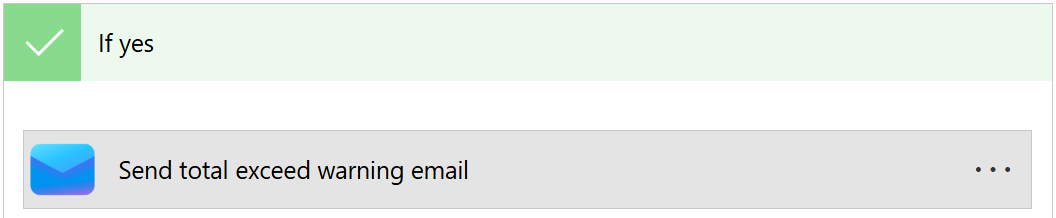 If yes
Send total exceed warning email